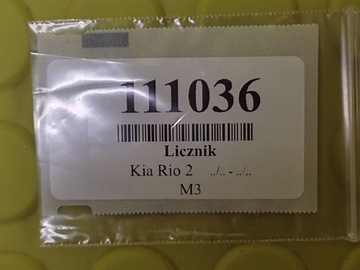 111036
Licznik
Kia Rio 2 ../.. - ../..
M3